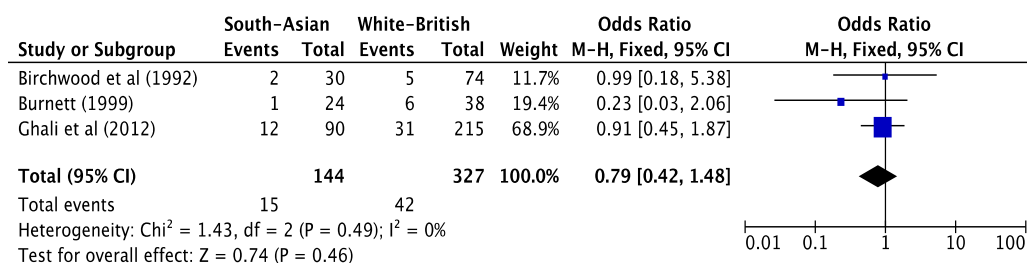 South-Asian White-British Odds Ratio Odds Ratio
Study or Subgroup Events Total Events Total Weight M-H, Fixed, 95% CI M-H, Fixed, 95% CI
Birchwood et al (1992) 2 30 5 74 11.7% 0.99 [0.18, 5.38]
Burnett (1999) 1 24 6 38 19.4% 0.23 [0.03, 2.06]
Ghali et al (2012) 12 90 31 215 68.9% 0.91 [0.45, 1.87]
Total (95% CI) 144 327 100.0% 0.79 [0.42, 1.48]
Total events 15 42
Heterogeneity: Chi² = 1.43, df = 2 (P = 0.49); I² = 0%
Test for overall effect: Z = 0.74 (P = 0.46)
0.01 0.1 1 10 100